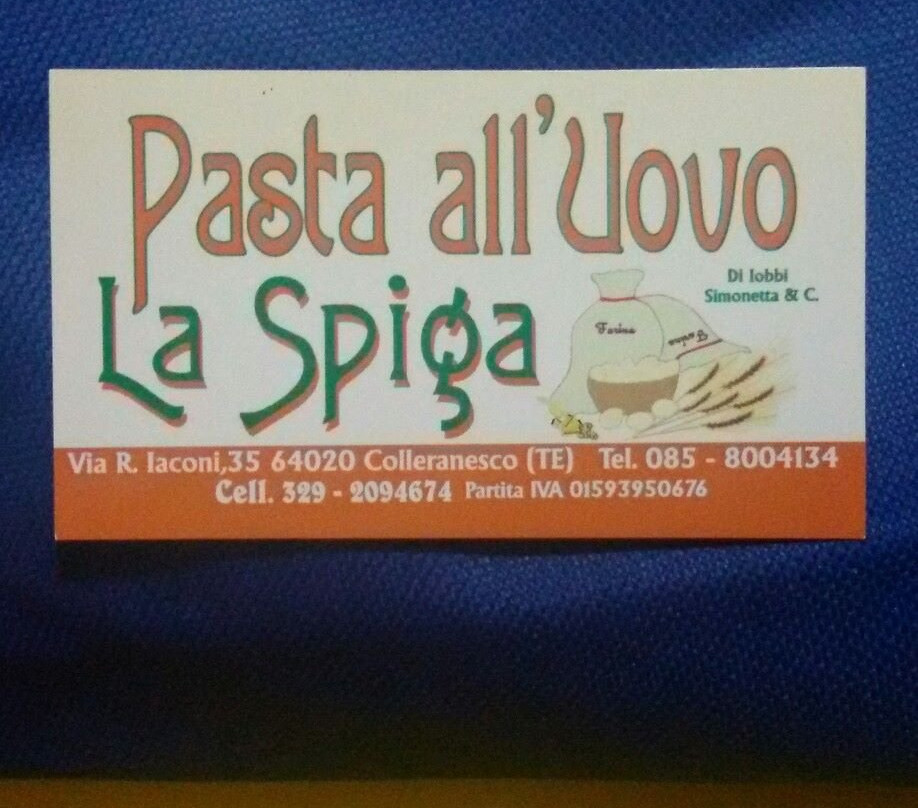 Pasta all'Uovo
La Spiga
Di Iobbi
Simonetta & C.
Farina
Farina
Via R. Iaconi,35 64020 Colleranesco (TE) Tel. 085 - 8004134
Cell. 329 - 2094674 Partita IVA 01593950676